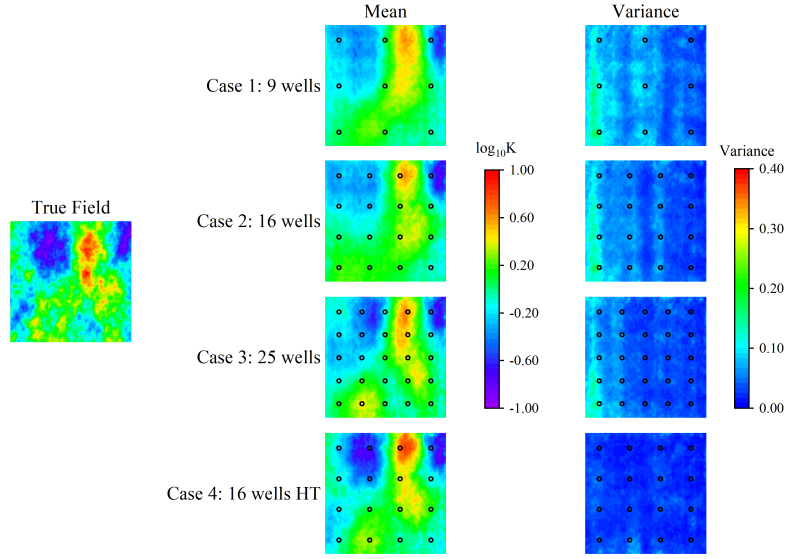 Mean
Variance
Case 1: 9 wells
log₁₀K
Variance
1.00
0.40
Case 2: 16 wells
True Field
0.60
0.30
0.20
0.20
-0.20
Case 3: 25 wells
-0.60
0.10
-1.00
0.00
Case 4: 16 wells HT